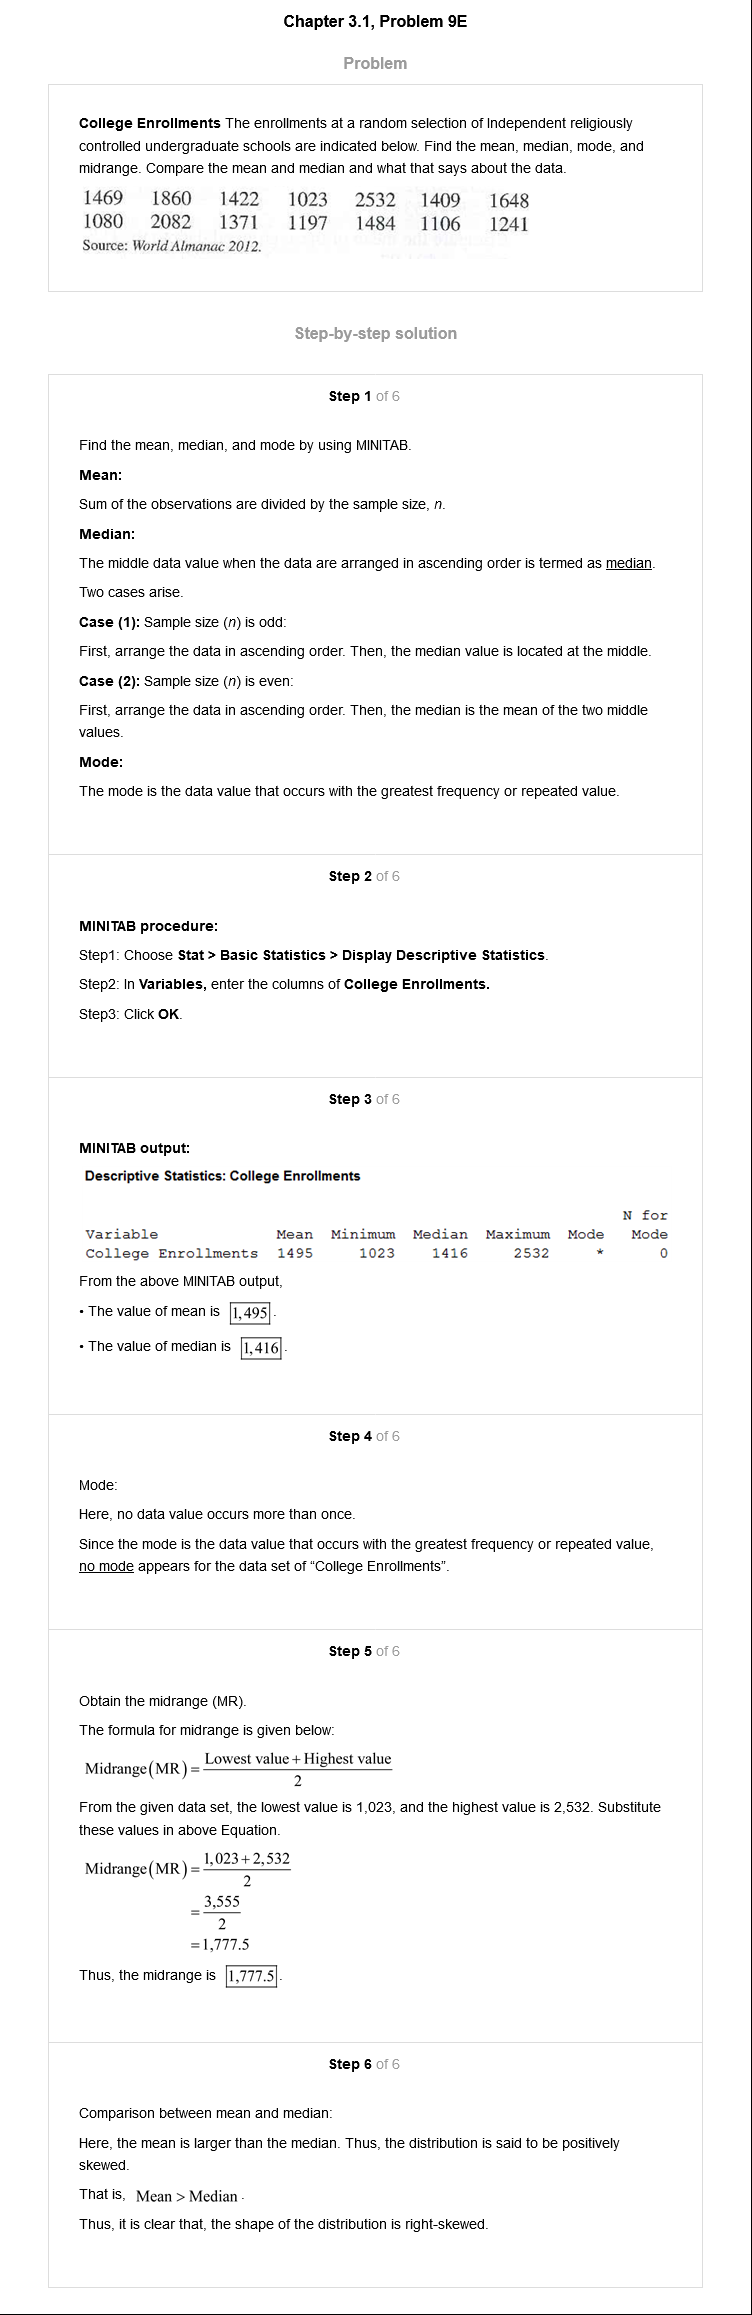 Chapter 3.1, Problem 9E
Problem
College Enrollments The enrollments at a random selection of Independent religiously
controlled undergraduate schools are indicated below. Find the mean, median, mode, and
midrange. Compare the mean and median and what that says about the data.
1469 1860 1422 1023 2532 1409 1648
1080 2082 1371 1197 1484 1106 1241
Source: World Almanac 2012.
Step-by-step solution
Step 1 of 6
Find the mean, median, and mode by using MINITAB.
Mean:
Sum of the observations are divided by the sample size, n.
Median:
The middle data value when the data are arranged in ascending order is termed as median.
Two cases arise.
Case (1): Sample size (n) is odd:
First, arrange the data in ascending order. Then, the median value is located at the middle.
Case (2): Sample size (n) is even:
First, arrange the data in ascending order. Then, the median is the mean of the two middle
values.
Mode:
The mode is the data value that occurs with the greatest frequency or repeated value.
Step 2 of 6
MINITAB procedure:
Step1: Choose Stat > Basic Statistics > Display Descriptive Statistics.
Step2: In Variables, enter the columns of College Enrollments.
Step3: Click OK.
Step 3 of 6
MINITAB output:
Descriptive Statistics: College Enrollments
N for
Variable Mean Minimum Median Maximum Mode Mode
College Enrollments 1495 1023 1416 2532 * 0
From the above MINITAB output,
• The value of mean is 1,495.
• The value of median is 1,416.
Step 4 of 6
Mode:
Here, no data value occurs more than once.
Since the mode is the data value that occurs with the greatest frequency or repeated value,
no mode appears for the data set of “College Enrollments”.
Step 5 of 6
Obtain the midrange (MR).
The formula for midrange is given below:
Midrange(MR) = Lowest value + Highest value
2
From the given data set, the lowest value is 1,023, and the highest value is 2,532. Substitute
these values in above Equation.
Midrange(MR) = 1,023 + 2,532
2
= 3,555
2
= 1,777.5
Thus, the midrange is 1,777.5.
Step 6 of 6
Comparison between mean and median:
Here, the mean is larger than the median. Thus, the distribution is said to be positively
skewed.
That is, Mean > Median.
Thus, it is clear that, the shape of the distribution is right-skewed.